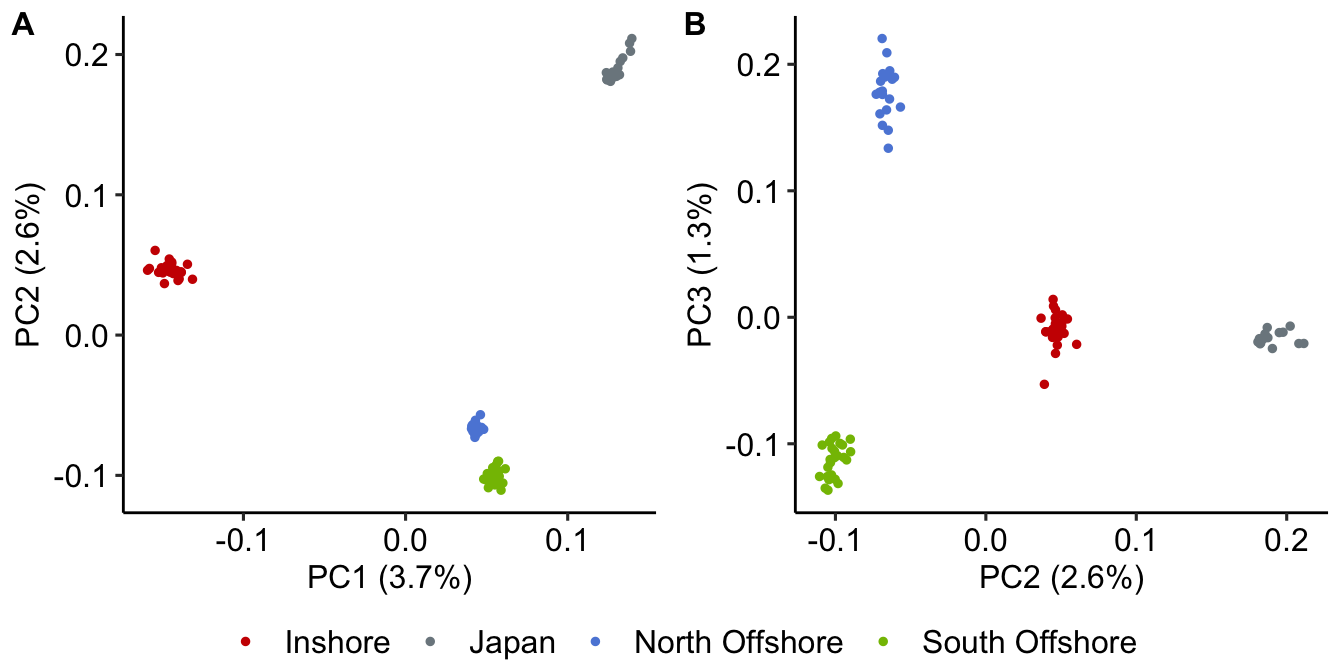 A
PC2 (2.6%)
0.2
0.1
0.0
-0.1
-0.1 0.0 0.1
PC1 (3.7%)
B
PC3 (1.3%)
0.2
0.1
0.0
-0.1
-0.1 0.0 0.1 0.2
PC2 (2.6%)
Inshore Japan North Offshore South Offshore